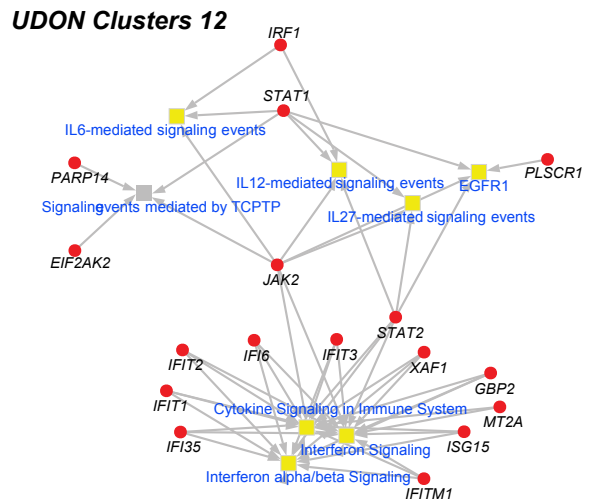 UDON Clusters 12
IRF1
STAT1
IL6-mediated signaling events
PARP14
IL12-mediated signaling events
EGFR1
PLSCR1
Signalingevents mediated by TCPTP
IL27-mediated signaling events
EIF2AK2
JAK2
STAT2
IFIT2
IFI6
IFIT3
XAF1
GBP2
IFIT1
Cytokine Signaling in Immune System
MT2A
IFI35
Interferon Signaling
ISG15
Interferon alpha/beta Signaling
IFITM1